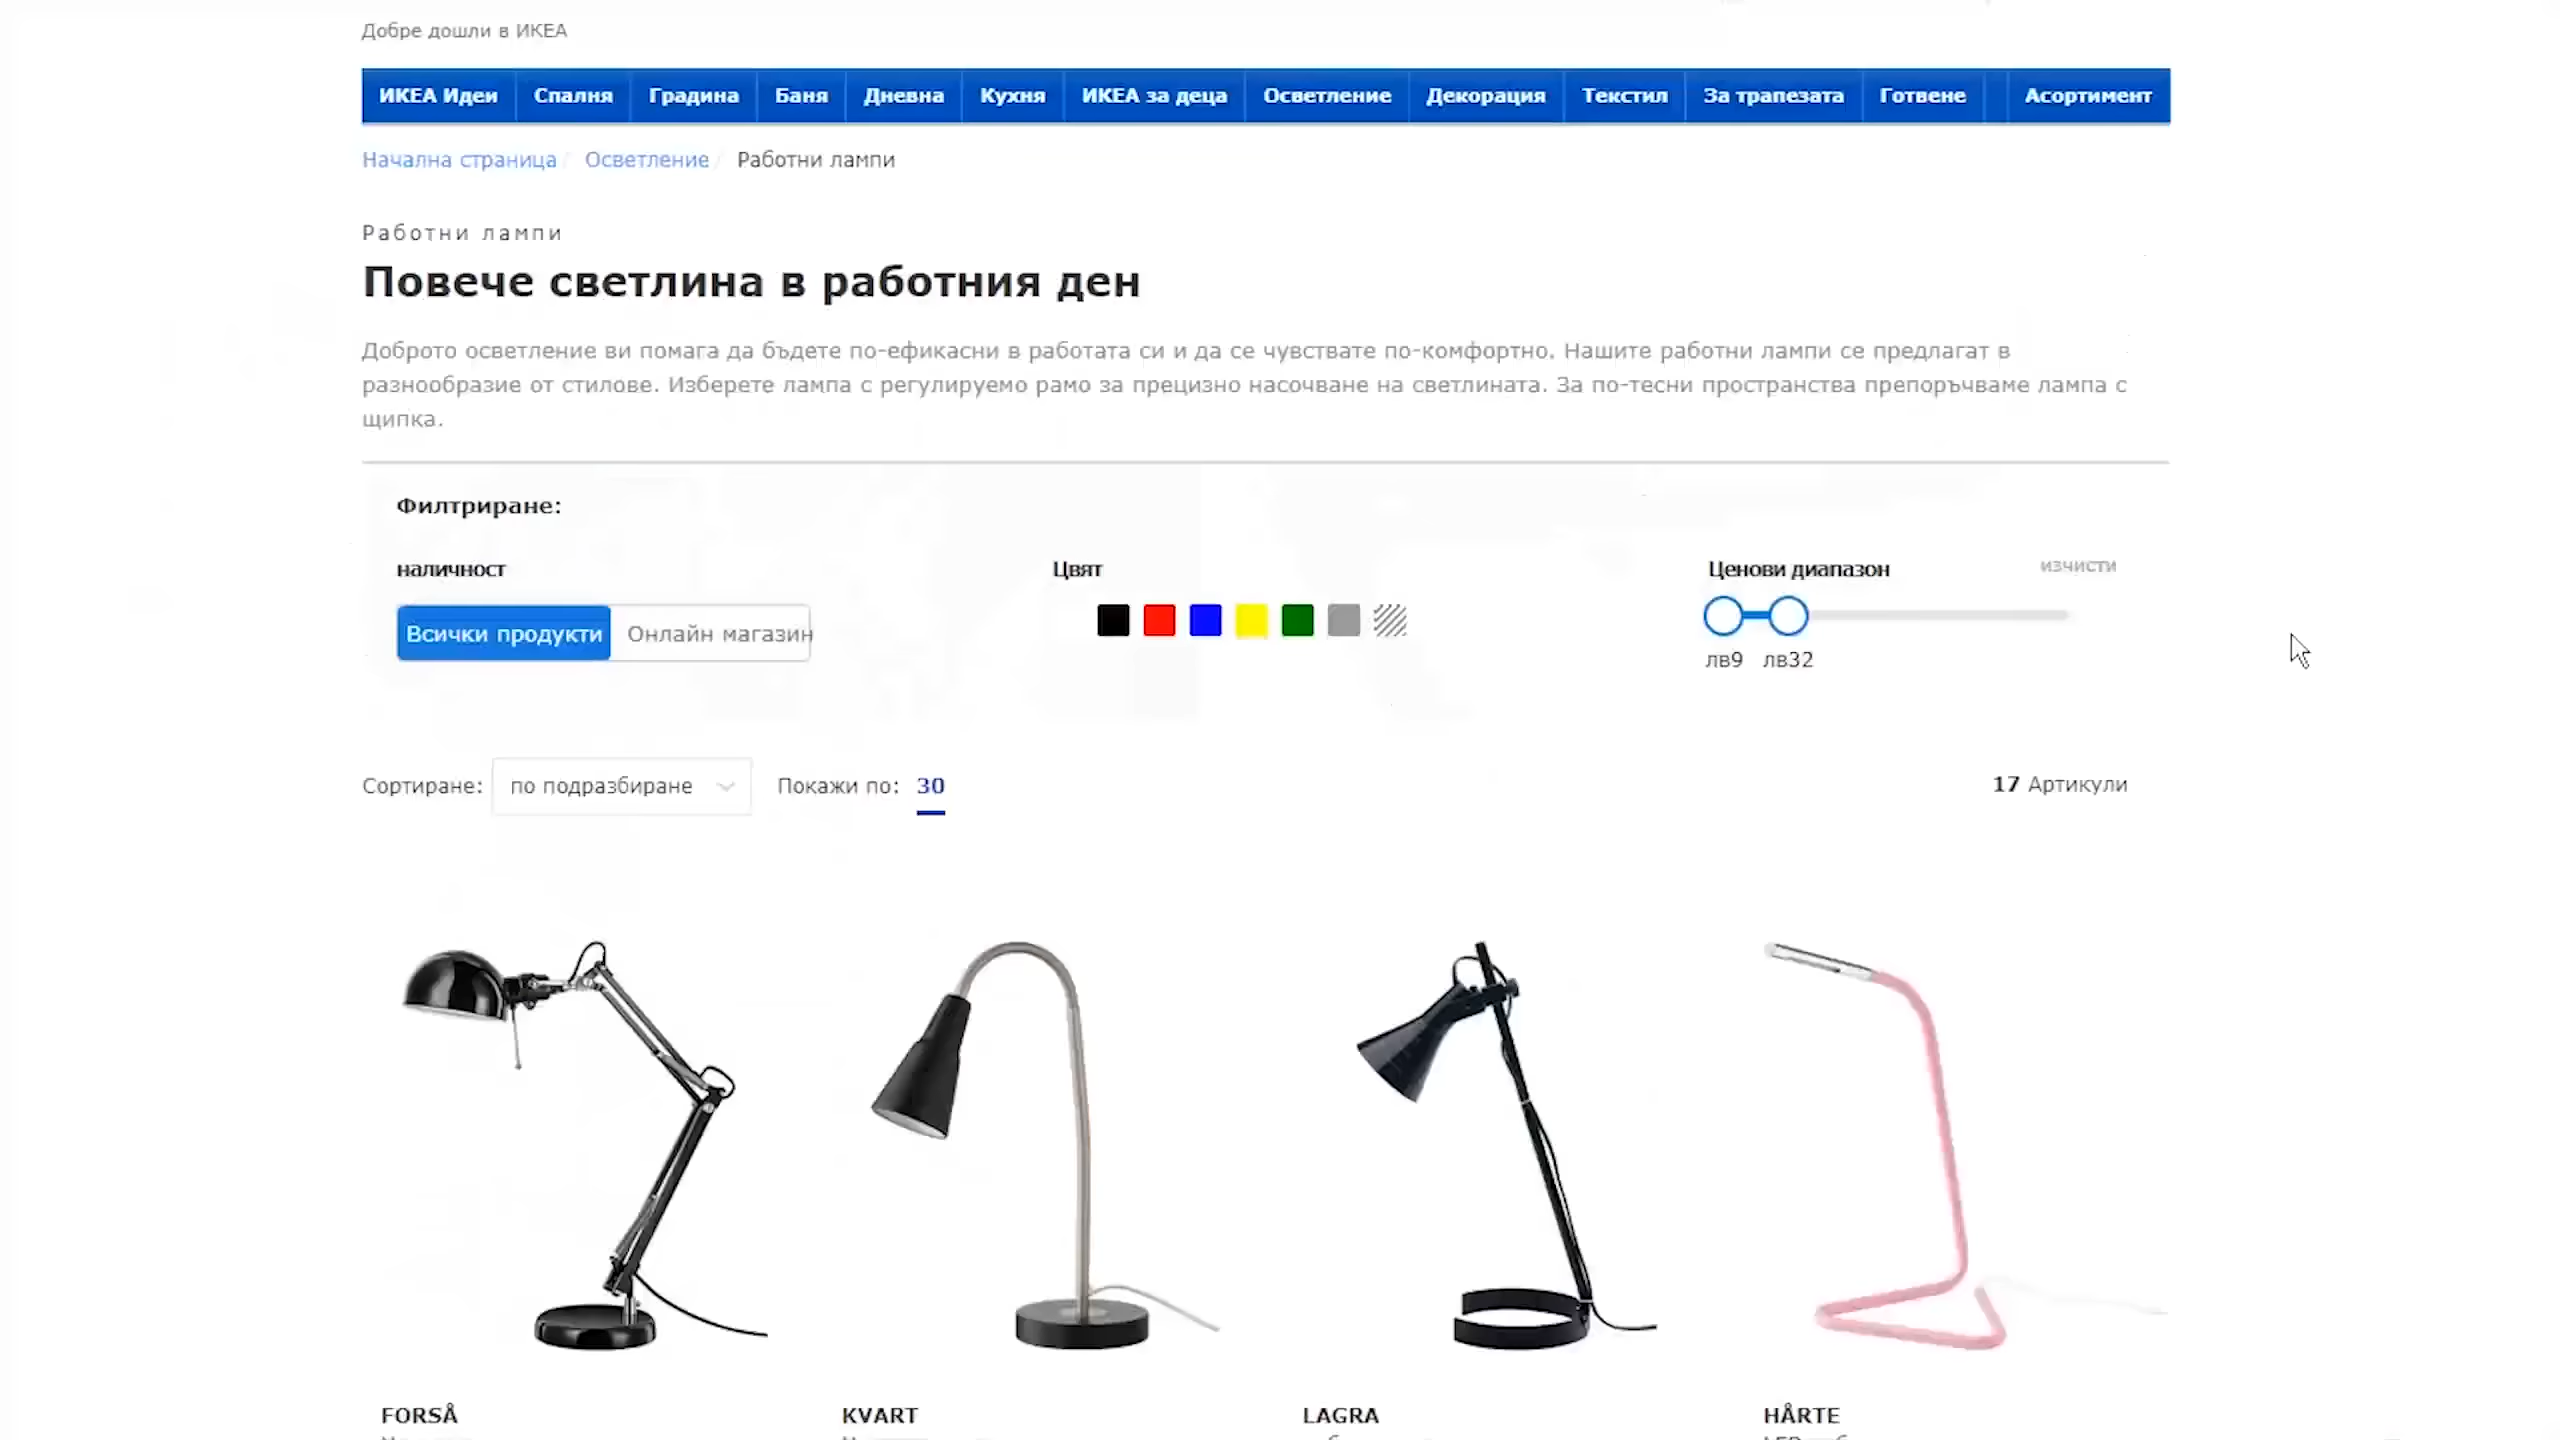 Добре дошли в ИКЕА
ИКЕА Идеи Спалня Градина Баня Дневна Кухня ИКЕА за деца Осветление Декорация Текстил За трапезата Готвене Асортимент
Начална страница / Осветление / Работни лампи
Работни лампи
Повече светлина в работния ден
Доброто осветление ви помага да бъдете по-ефикасни в работата си и да се чувствате по-комфортно. Нашите работни лампи се предлагат в
разнообразие от стилове. Изберете лампа с регулируемо рамо за прецизно насочване на светлината. За по-тесни пространства препоръчваме лампа с
щипка.
Филтриране:
наличност Цвят Ценови диапазон изчисти
Всички продукти Онлайн магазин
лв9 лв32
Сортиране: по подразбиране Покажи по: 30 17 Артикули
FORSÅ KVART LAGRA HÅRTE